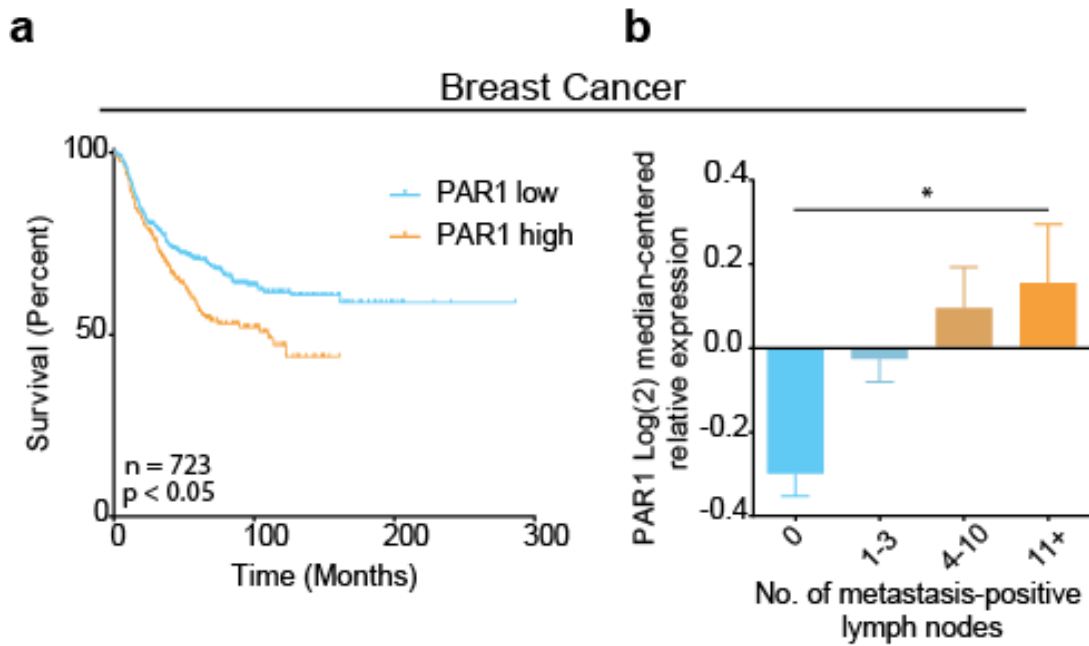 a
b
Breast Cancer
100
50
0
Survival (Percent)
PAR1 low
PAR1 high
n = 723
p < 0.05
0
100
200
300
Time (Months)
PAR1 Log(2) median-centered
relative expression
0.4
0.2
0.0
-0.2
-0.4
*
0
1-3
4-10
11+
No. of metastasis-positive
lymph nodes